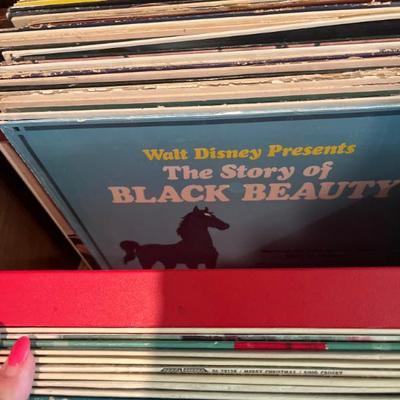 Walt Disney Presents
The Story of
BLACK BEAUTY
MERRY CHRISTMAS / BING CROSBY